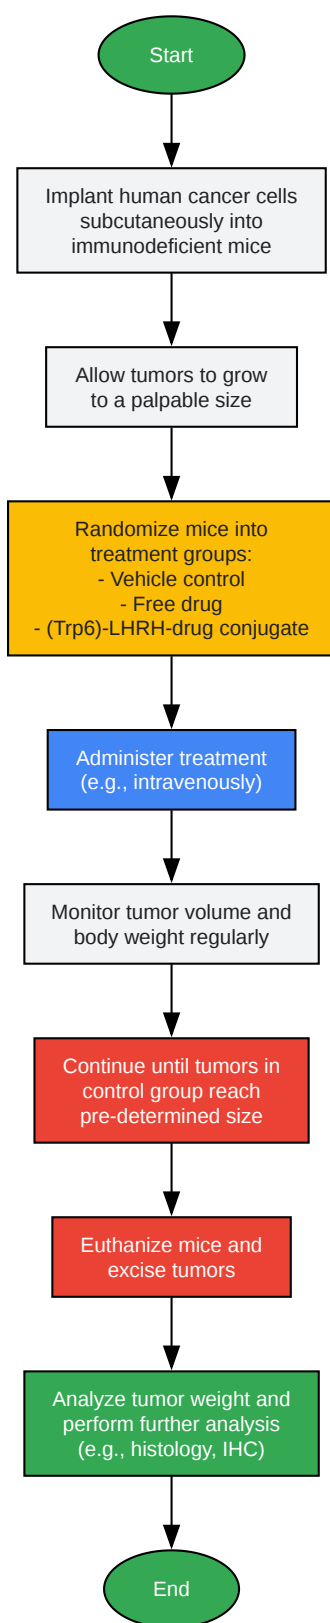 Start
Implant human cancer cells
subcutaneously into
immunodeficient mice
Allow tumors to grow
to a palpable size
Randomize mice into
treatment groups:
- Vehicle control
- Free drug
- (Trp6)-LHRH-drug conjugate
Administer treatment
(e.g., intravenously)
Monitor tumor volume and
body weight regularly
Continue until tumors in
control group reach
pre-determined size
Euthanize mice and
excise tumors
Analyze tumor weight and
perform further analysis
(e.g., histology, IHC)
End